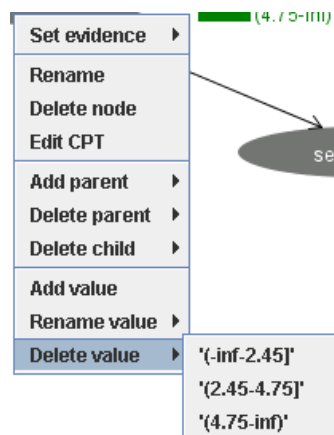 (4.75-inf)
Set evidence
Rename
Delete node
Edit CPT
se
Add parent
Delete parent
Delete child
Add value
Rename value
Delete value
'(-inf-2.45]'
'(2.45-4.75]'
'(4.75-inf)'